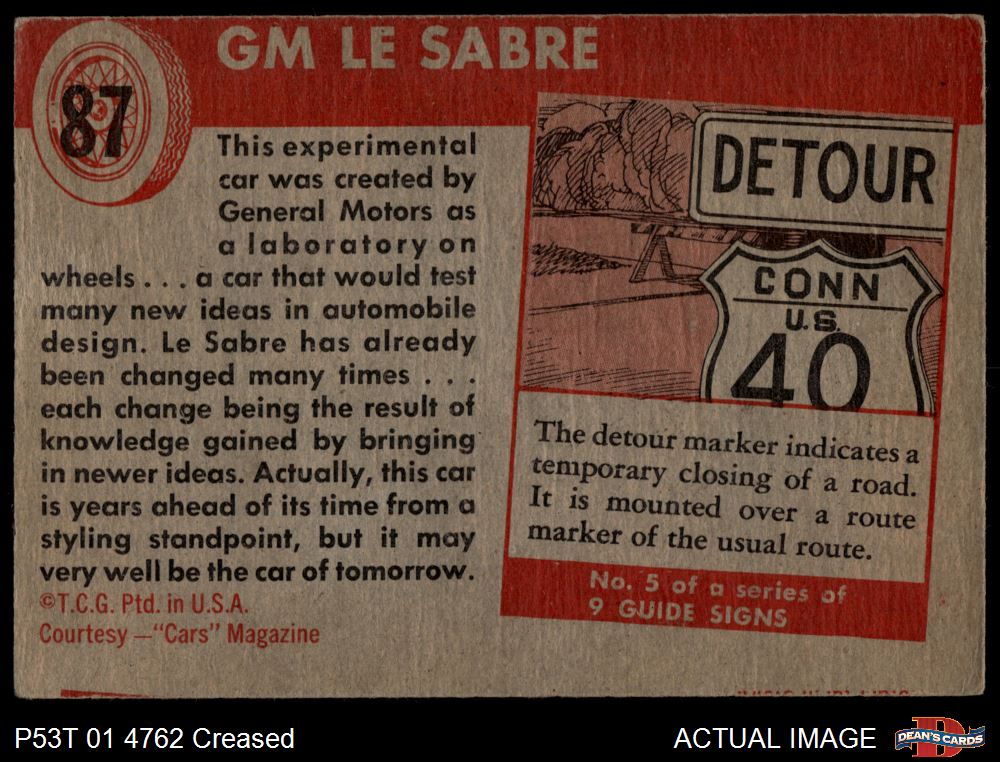 GM LE SABRE
87
This experimental
car was created by
General Motors as
a laboratory on
wheels . . . a car that would test
many new ideas in automobile
design. Le Sabre has already
been changed many times . . .
each change being the result of
knowledge gained by bringing
in newer ideas. Actually, this car
is years ahead of its time from a
styling standpoint, but it may
very well be the car of tomorrow.
©T.C.G. Ptd. in U.S.A.
Courtesy —"Cars" Magazine
DETOUR
CONN
U.S.
40
The detour marker indicates a
temporary closing of a road.
It is mounted over a route
marker of the usual route.
No. 5 of a series of
9 GUIDE SIGNS
P53T 01 4762 Creased
ACTUAL IMAGE
DEAN'S CARDS